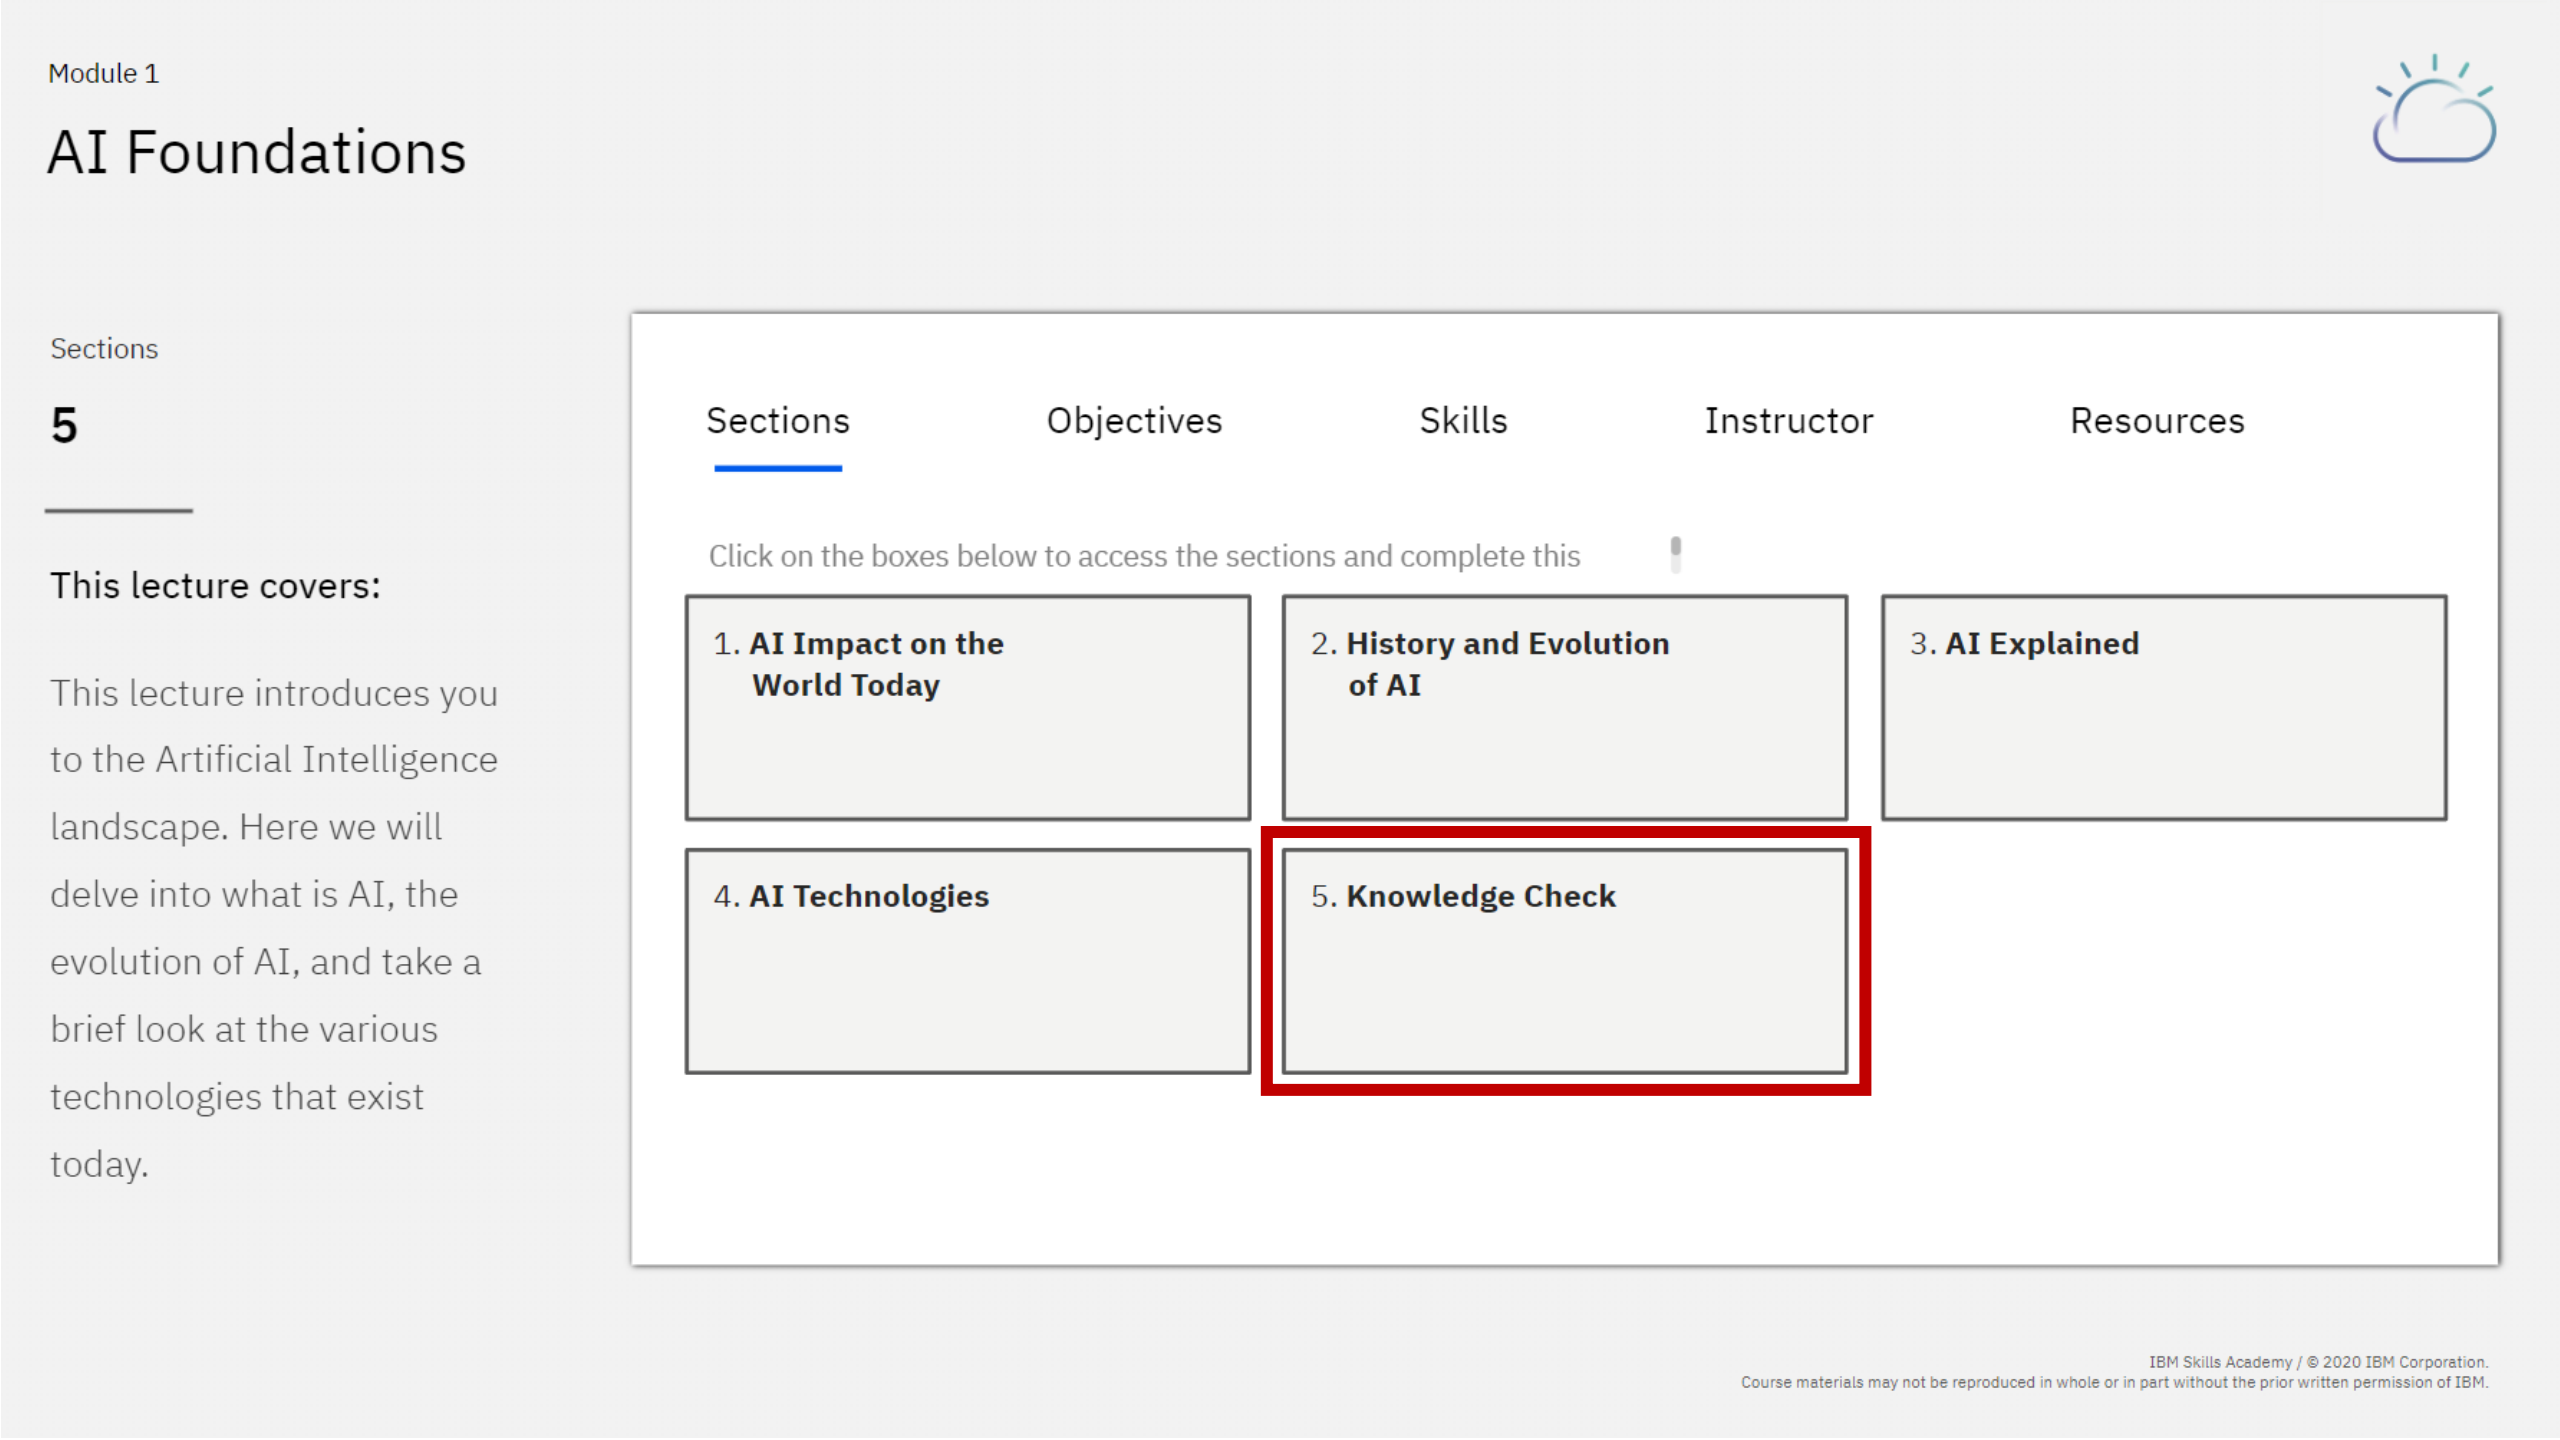 Module 1
AI Foundations
Sections
5
This lecture covers:
This lecture introduces you
to the Artificial Intelligence
landscape. Here we will
delve into what is AI, the
evolution of AI, and take a
brief look at the various
technologies that exist
today.
Sections
Objectives
Skills
Instructor
Resources
Click on the boxes below to access the sections and complete this
1. AI Impact on the
World Today
2. History and Evolution
of AI
3. AI Explained
4. AI Technologies
5. Knowledge Check
IBM Skills Academy / © 2020 IBM Corporation.
Course materials may not be reproduced in whole or in part without the prior written permission of IBM.